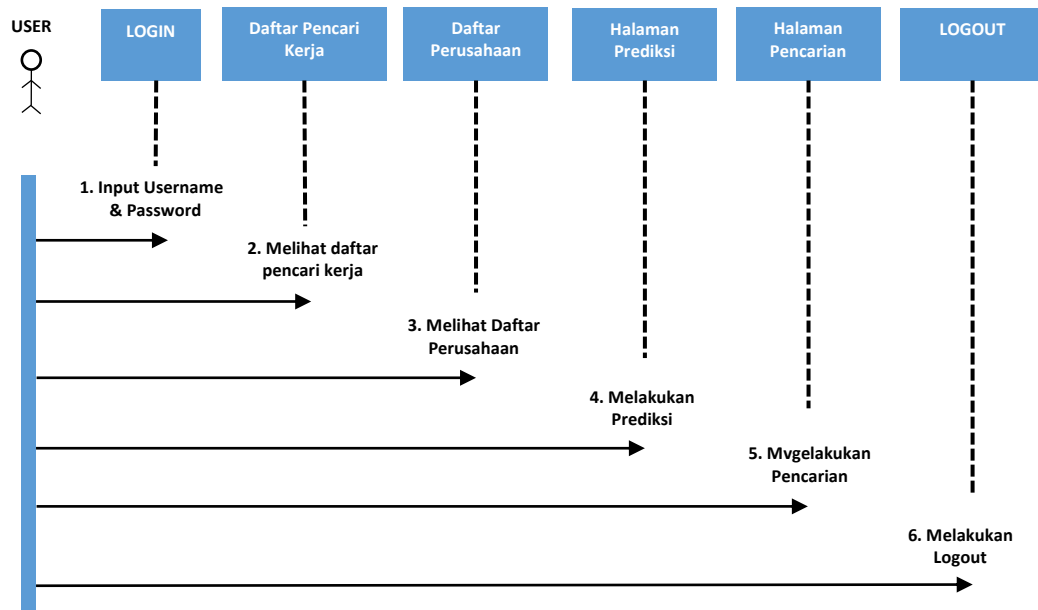 USER
LOGIN
Daftar Pencari
Kerja
Daftar
Perusahaan
Halaman
Prediksi
Halaman
Pencarian
LOGOUT
1. Input Username
& Password
2. Melihat daftar
pencari kerja
3. Melihat Daftar
Perusahaan
4. Melakukan
Prediksi
5. Mvgelakukan
Pencarian
6. Melakukan
Logout